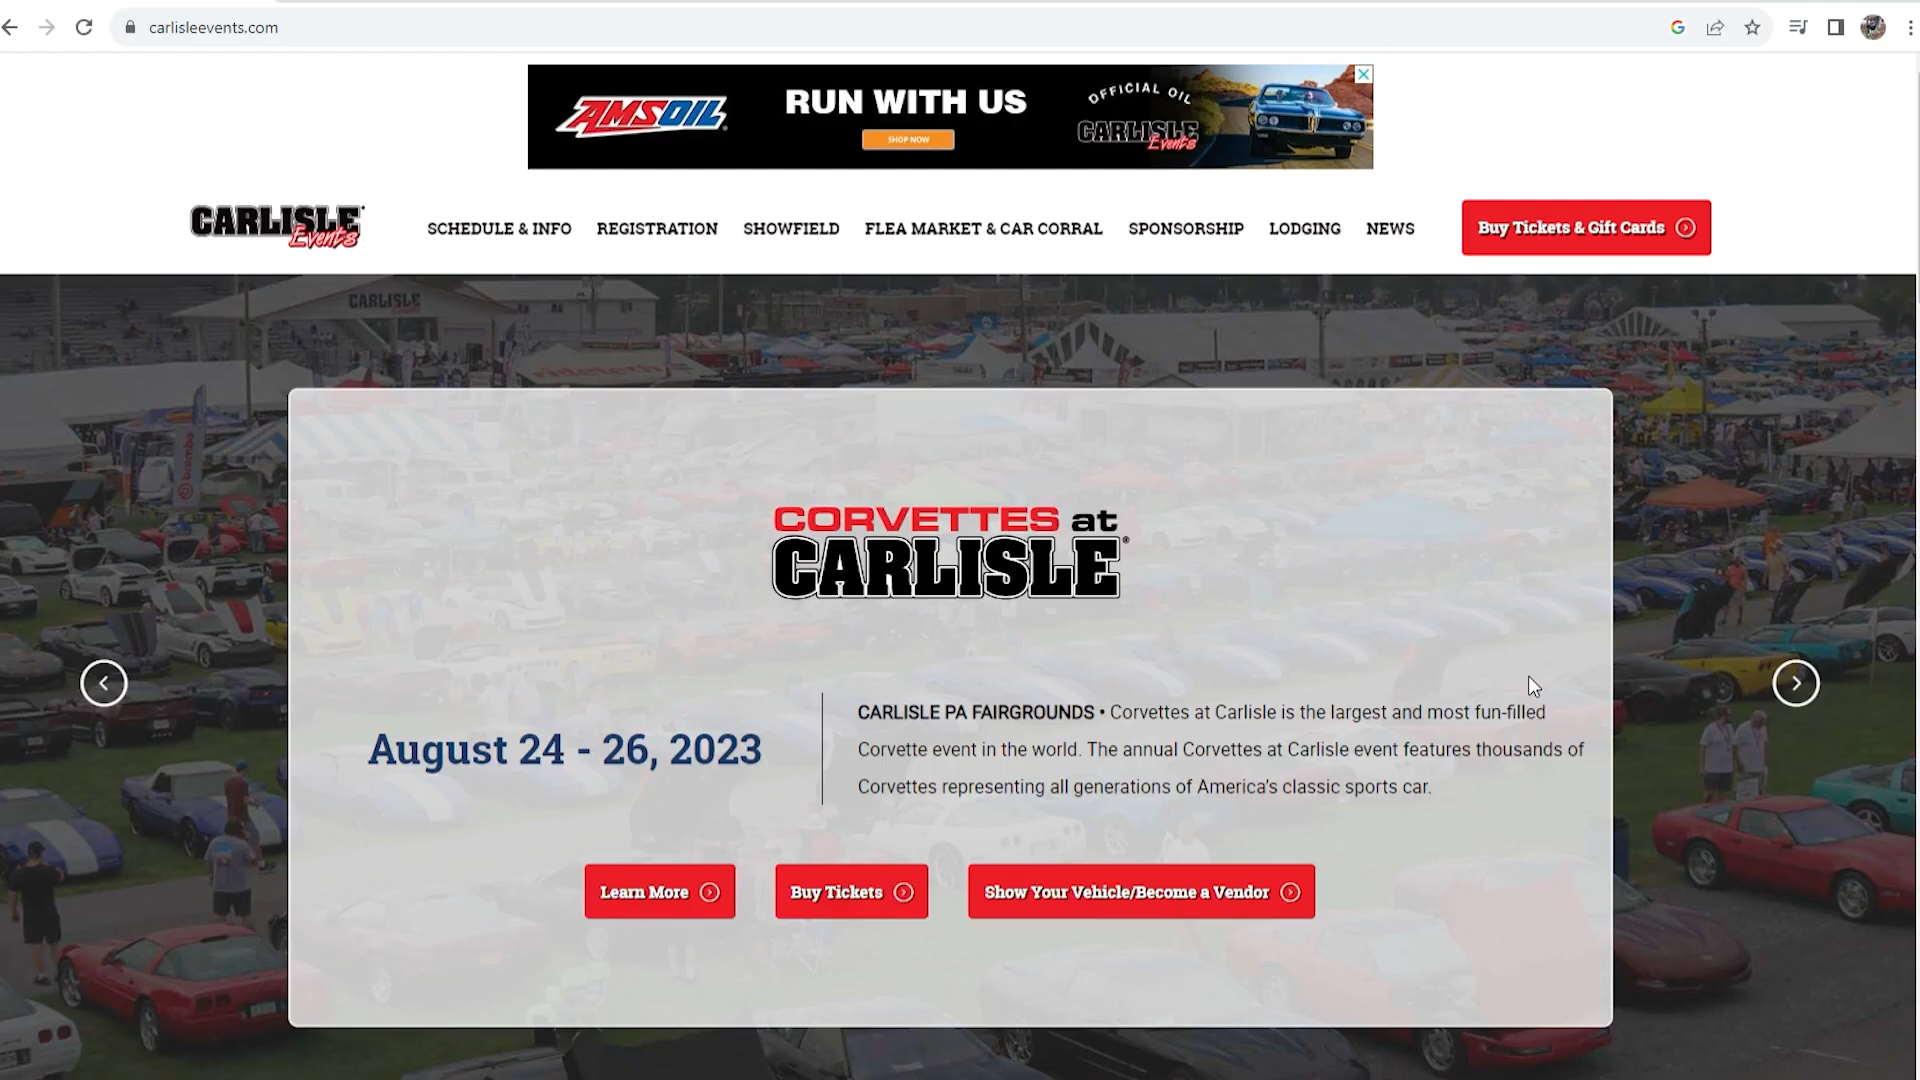 carlisleevents.com
AMSOIL
RUN WITH US
SHOP NOW
OFFICIAL OIL
CARLISLE
Events
CARLISLE
Events
SCHEDULE & INFO
REGISTRATION
SHOWFIELD
FLEA MARKET & CAR CORRAL
SPONSORSHIP
LODGING
NEWS
Buy Tickets & Gift Cards
CARLISLE
brembo
CORVETTES at
CARLISLE
August 24 - 26, 2023
CARLISLE PA FAIRGROUNDS • Corvettes at Carlisle is the largest and most fun-filled
Corvette event in the world. The annual Corvettes at Carlisle event features thousands of
Corvettes representing all generations of America's classic sports car.
Learn More
Buy Tickets
Show Your Vehicle/Become a Vendor